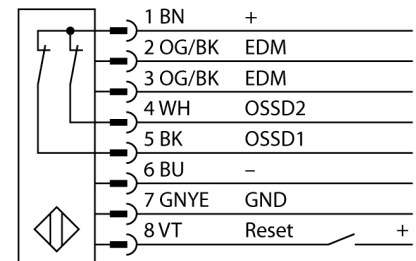 1 BN +
2 OG/BK EDM
3 OG/BK EDM
4 WH OSSD2
5 BK OSSD1
6 BU –
7 GNYE GND
8 VT Reset +